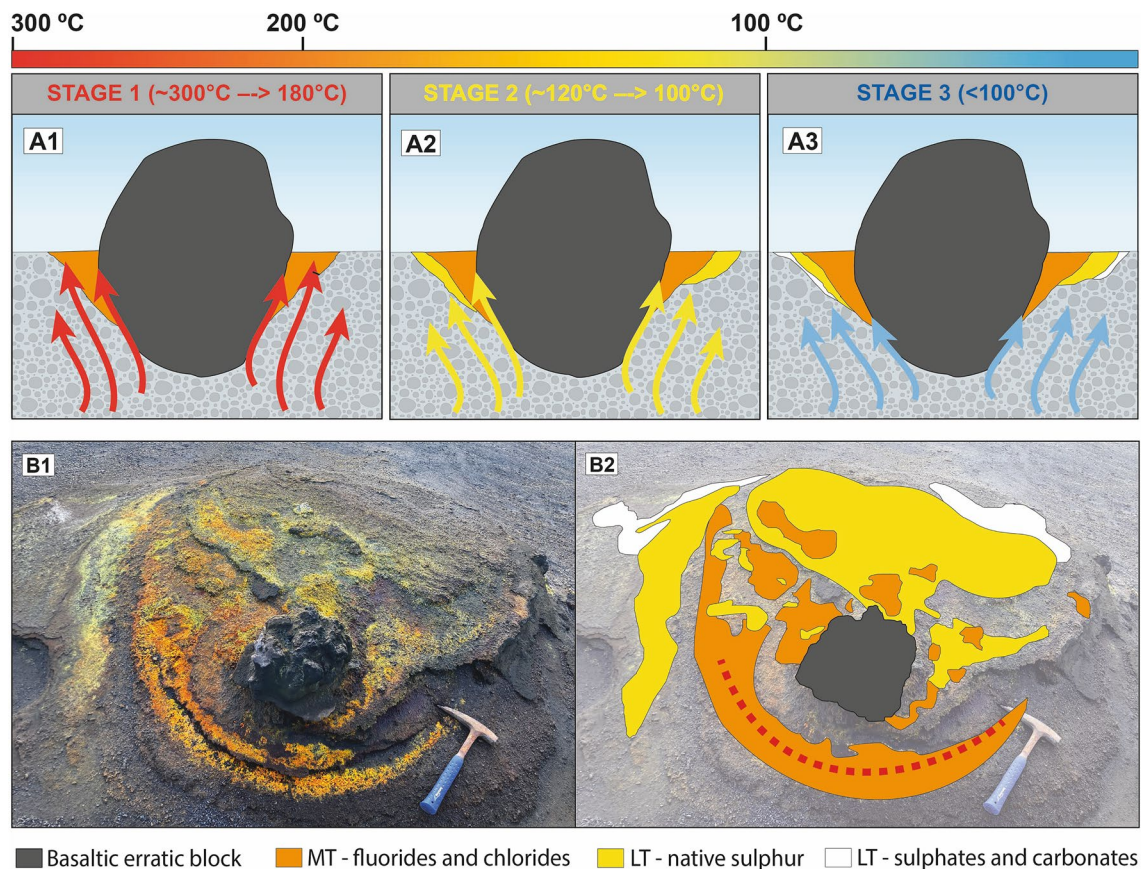 300 ºC 200 ºC 100 ºC
STAGE 1 (~300°C ––> 180°C) STAGE 2 (~120°C ––> 100°C) STAGE 3 (<100°C)
A1 A2 A3
B1 B2
Basaltic erratic block MT - fluorides and chlorides LT - native sulphur LT - sulphates and carbonates